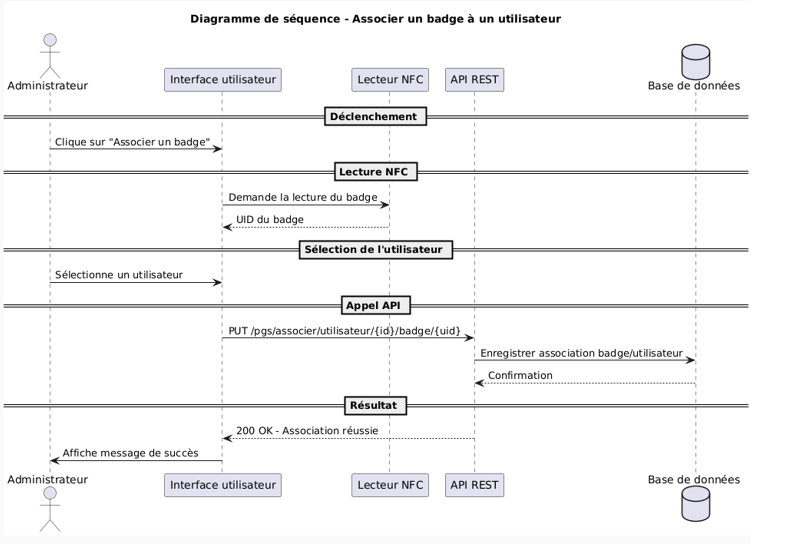 Diagramme de séquence - Associer un badge à un utilisateur
Administrateur
Interface utilisateur
Lecteur NFC
API REST
Base de données
Déclenchement
Clique sur "Associer un badge"
Lecture NFC
Demande la lecture du badge
UID du badge
Sélection de l'utilisateur
Sélectionne un utilisateur
Appel API
PUT /pgs/associer/utilisateur/{id}/badge/{uid}
Enregistrer association badge/utilisateur
Confirmation
Résultat
200 OK - Association réussie
Affiche message de succès
Administrateur
Interface utilisateur
Lecteur NFC
API REST
Base de données